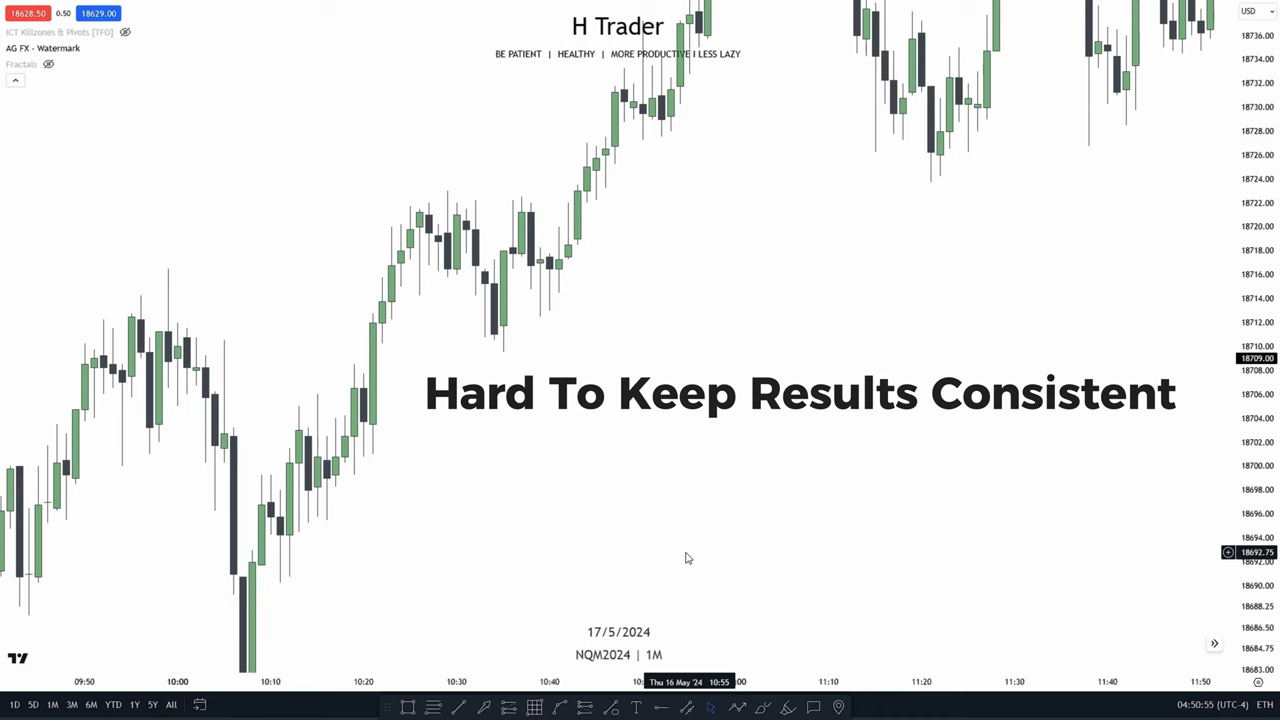 18628.50 0.50 18629.00
ICT Killzones & Pivots [TFO]
AG FX - Watermark
Fractals
H Trader
BE PATIENT | HEALTHY | MORE PRODUCTIVE | LESS LAZY
USD
18736.00
18734.00
18732.00
18730.00
18728.00
18726.00
18724.00
18722.00
18720.00
18718.00
18716.00
18714.00
18712.00
18710.00
18709.00
18708.00
18706.00
18704.00
18702.00
18700.00
18698.00
18696.00
18694.00
18692.75
18692.00
18690.00
18688.25
18686.50
18684.75
18683.00
Hard To Keep Results Consistent
17/5/2024
NQM2024 | 1M
09:50 10:00 10:10 10:20 10:30 10:40 Thu 16 May '24 10:55 11:10 11:20 11:30 11:40 11:50
1D 5D 1M 3M 6M YTD 1Y 5Y All
04:50:55 (UTC-4) ETH